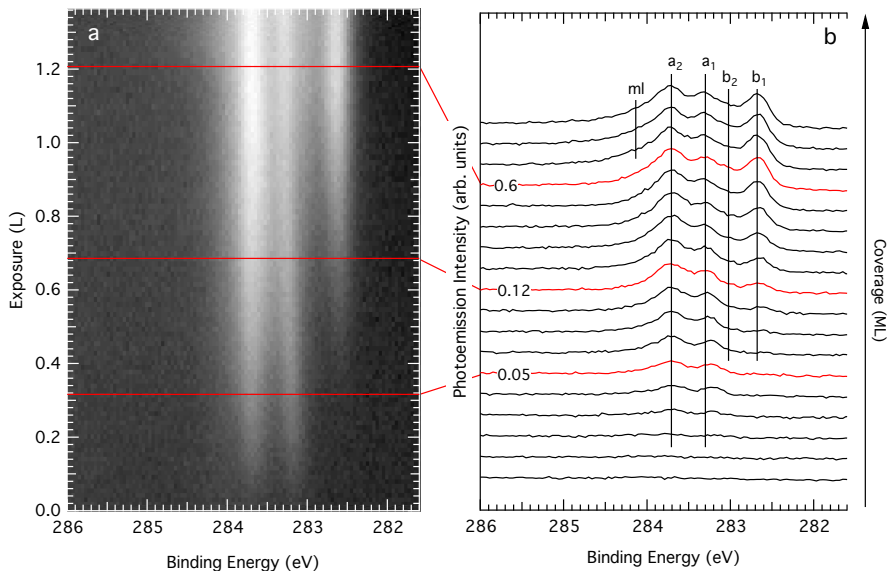 a
1.2
1.0
0.8
0.6
0.4
0.2
0.0
Exposure (L)
286 285 284 283 282
Binding Energy (eV)
b
ml a2 a1 b2 b1
0.6
0.12
0.05
Photoemission Intensity (arb. units)
Coverage (ML)
286 285 284 283 282
Binding Energy (eV)